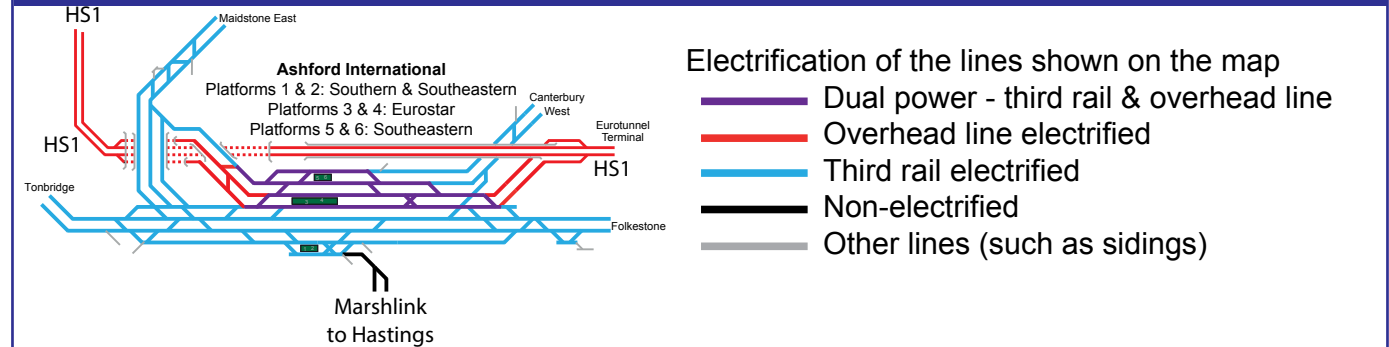 HS1
Maidstone East
Ashford International
Platforms 1 & 2: Southern & Southeastern
Platforms 3 & 4: Eurostar
Platforms 5 & 6: Southeastern
Canterbury
West
Eurotunnel
Terminal
HS1
HS1
Tonbridge
Folkestone
Marshlink
to Hastings
Electrification of the lines shown on the map
Dual power - third rail & overhead line
Overhead line electrified
Third rail electrified
Non-electrified
Other lines (such as sidings)